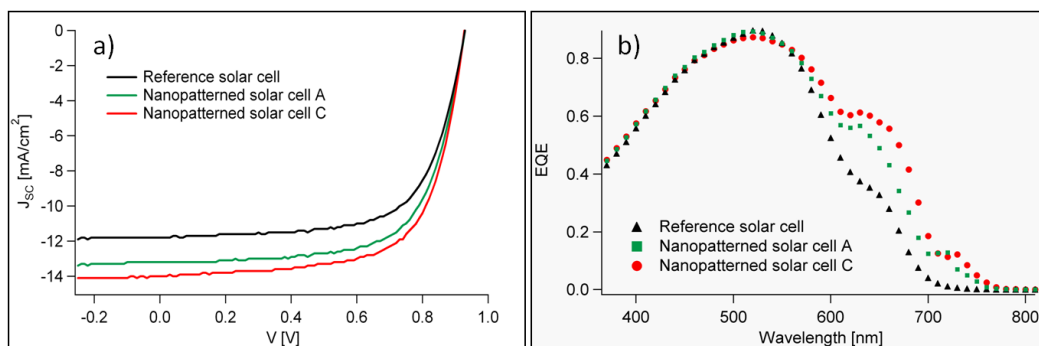 a)
Reference solar cell
Nanopatterned solar cell A
Nanopatterned solar cell C
0
-2
-4
-6
-8
-10
-12
-14
JSC [mA/cm2]
-0.2 0.0 0.2 0.4 0.6 0.8 1.0
V [V]
b)
0.8
0.6
0.4
0.2
0.0
EQE
Reference solar cell
Nanopatterned solar cell A
Nanopatterned solar cell C
400 500 600 700 800
Wavelength [nm]